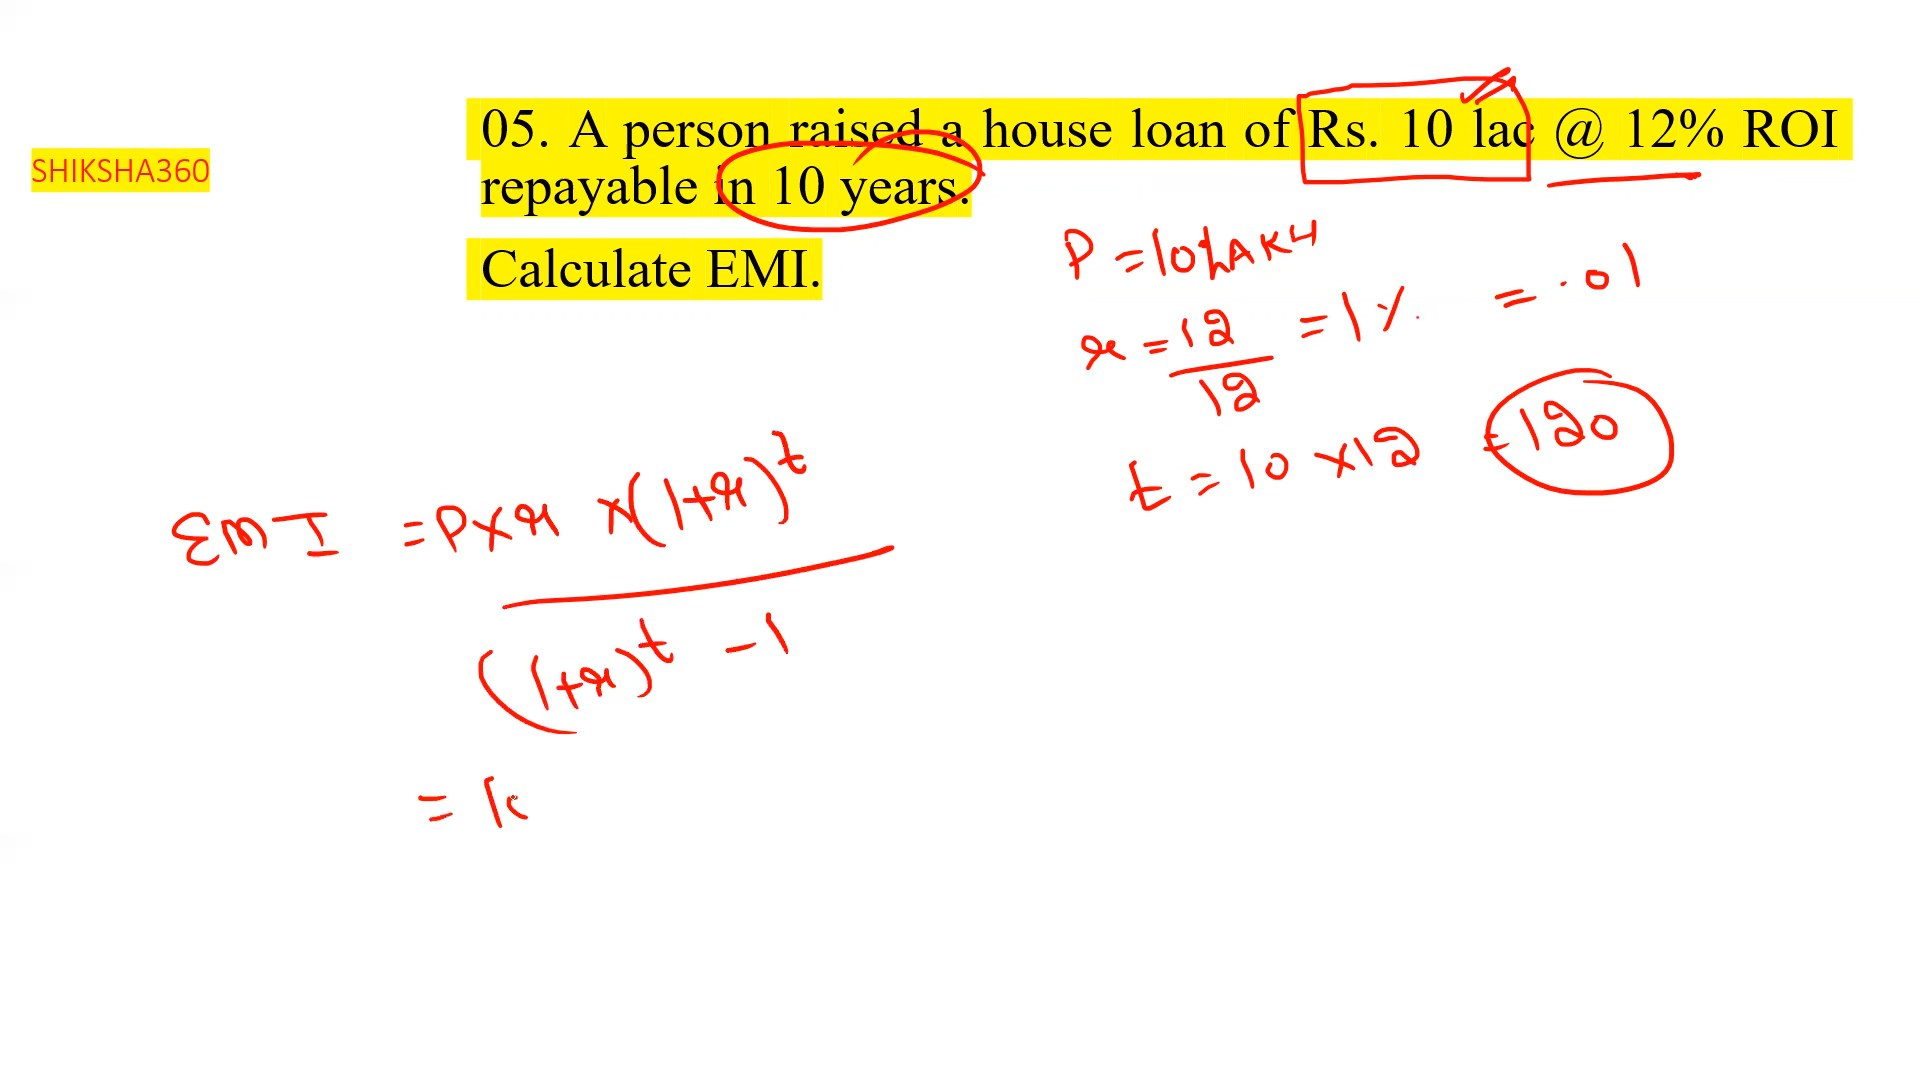 05. A person raised a house loan of Rs. 10 lac @ 12% ROI
SHIKSHA360
repayable in 10 years.
Calculate EMI.
P = 10 LAKH
r = 12/12 = 1% = .01
t = 10 x 12 = 120
EMI = P x r x (1+r)^t
(1+r)^t - 1
= 10